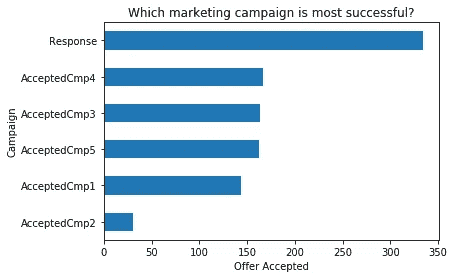 Which marketing campaign is most successful?
Response
AcceptedCmp4
AcceptedCmp3
AcceptedCmp5
AcceptedCmp1
AcceptedCmp2
Campaign
0 50 100 150 200 250 300 350
Offer Accepted